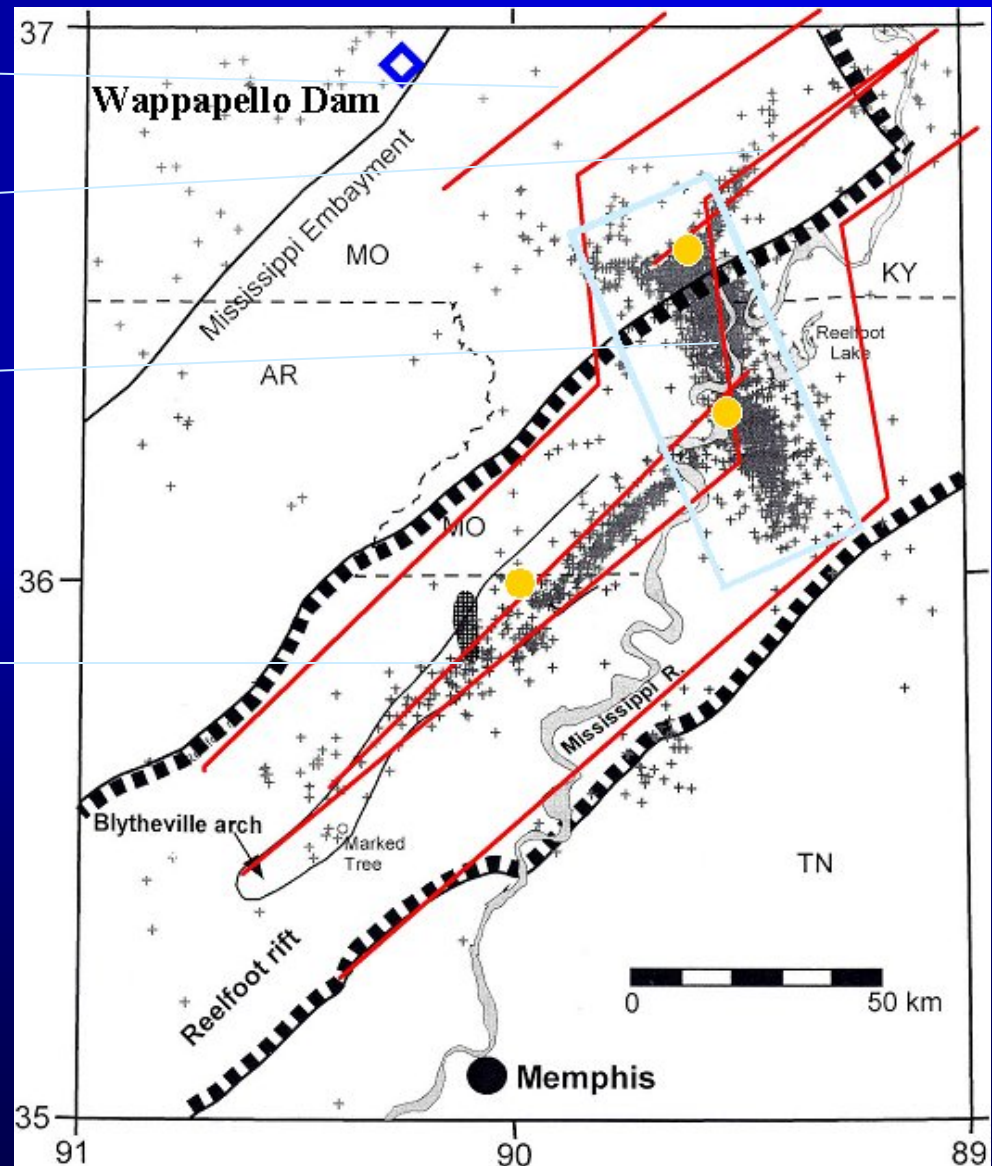 37
Wappapello Dam
Mississippi Embayment
MO
KY
Reelfoot
Lake
AR
MO
36
Mississippi R.
Blytheville arch
Marked
Tree
TN
Reelfoot rift
0
50 km
Memphis
35
91
90
89